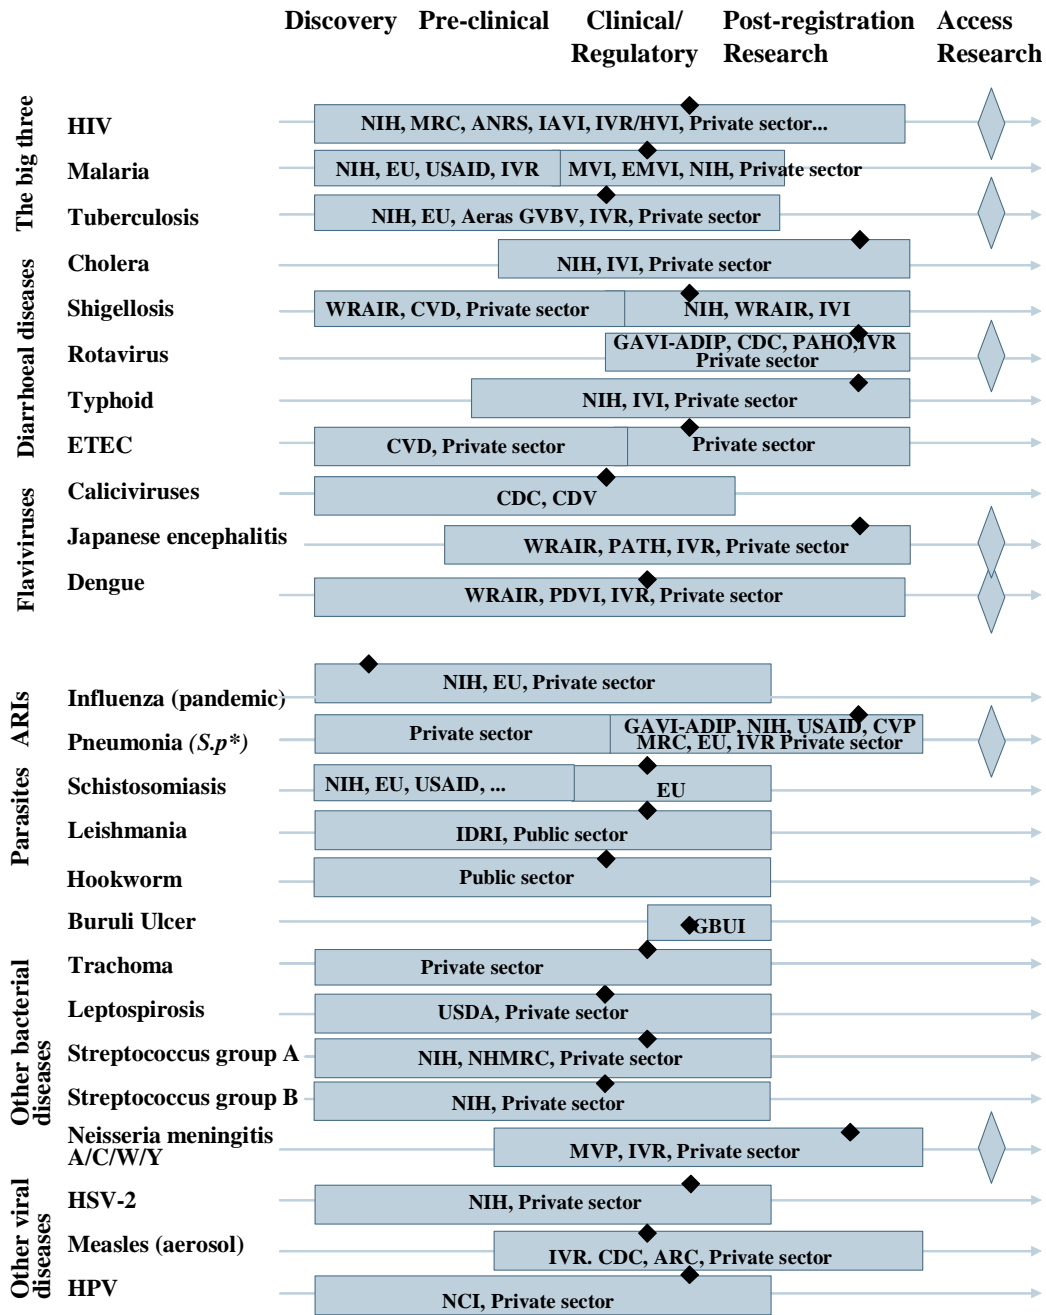 Discovery Pre-clinical Clinical/ Post-registration Access
Regulatory Research Research
The big three
HIV
NIH, MRC, ANRS, IAVI, IVR/HVI, Private sector...
Malaria
NIH, EU, USAID, IVR
MVI, EMVI, NIH, Private sector
Tuberculosis
NIH, EU, Aeras GVBV, IVR, Private sector
Diarrhoeal diseases
Cholera
NIH, IVI, Private sector
Shigellosis
WRAIR, CVD, Private sector
NIH, WRAIR, IVI
Rotavirus
GAVI-ADIP, CDC, PAHO,IVR
Private sector
Typhoid
NIH, IVI, Private sector
ETEC
CVD, Private sector
Private sector
Flaviviruses
Caliciviruses
CDC, CDV
Japanese encephalitis
WRAIR, PATH, IVR, Private sector
Dengue
WRAIR, PDVI, IVR, Private sector
ARIs
Influenza (pandemic)
NIH, EU, Private sector
Pneumonia (S.p*)
Private sector
GAVI-ADIP, NIH, USAID, CVP
MRC, EU, IVR Private sector
Parasites
Schistosomiasis
NIH, EU, USAID, ...
EU
Leishmania
IDRI, Public sector
Hookworm
Public sector
Buruli Ulcer
GBUI
Other bacterial
diseases
Trachoma
Private sector
Leptospirosis
USDA, Private sector
Streptococcus group A
NIH, NHMRC, Private sector
Streptococcus group B
NIH, Private sector
Neisseria meningitis
A/C/W/Y
MVP, IVR, Private sector
Other viral
diseases
HSV-2
NIH, Private sector
Measles (aerosol)
IVR. CDC, ARC, Private sector
HPV
NCI, Private sector